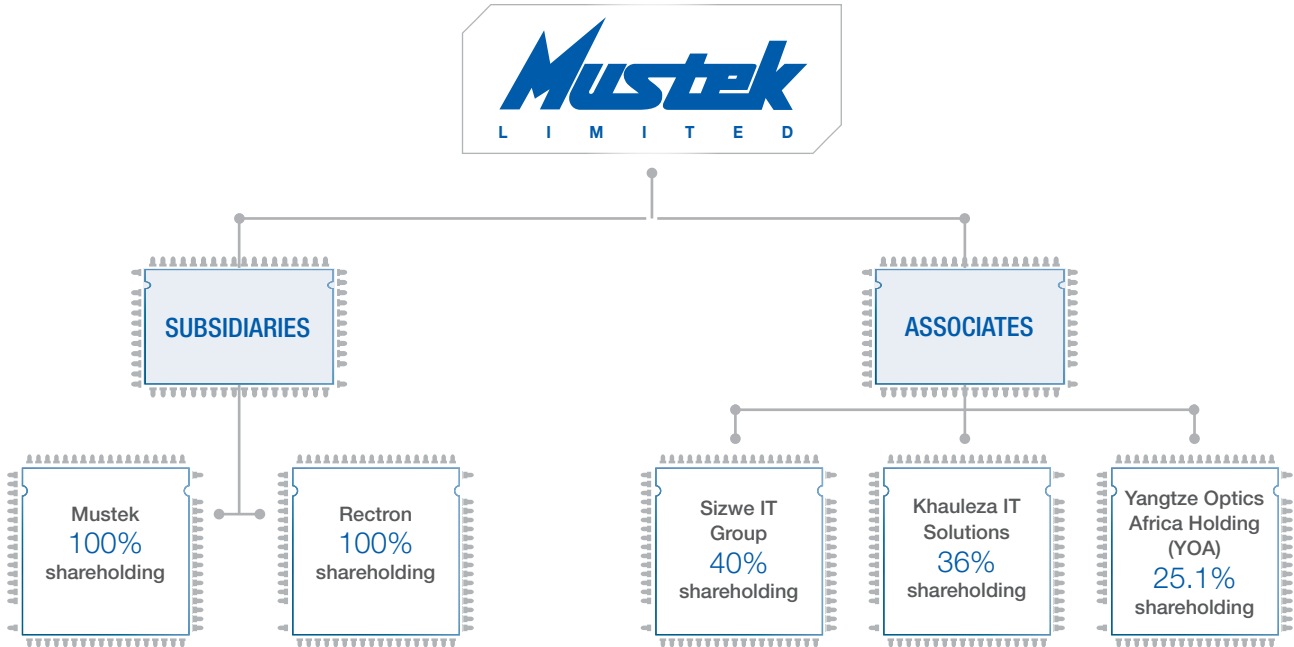 Mustek
LIMITED
SUBSIDIARIES
ASSOCIATES
Mustek
100%
shareholding
Rectron
100%
shareholding
Sizwe IT
Group
40%
shareholding
Khauleza IT
Solutions
36%
shareholding
Yangtze Optics
Africa Holding
(YOA)
25.1%
shareholding